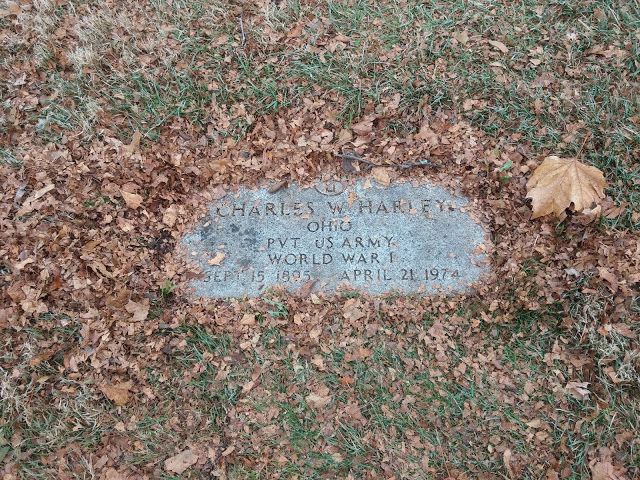 CHARLES W HARLEY
OHIO
PVT US ARMY
WORLD WAR I
SEPT 15 1895 APRIL 21 1974